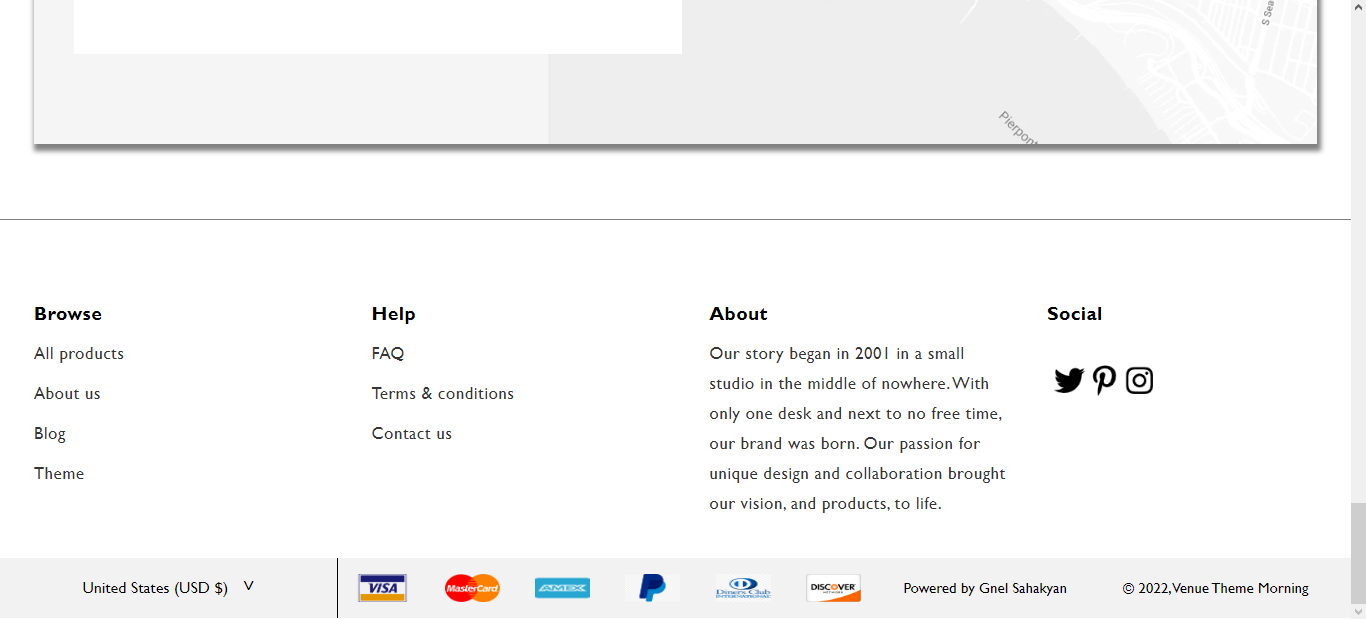 S Sea
Pierpont
Browse
All products
About us
Blog
Theme
Help
FAQ
Terms & conditions
Contact us
About
Our story began in 2001 in a small
studio in the middle of nowhere. With
only one desk and next to no free time,
our brand was born. Our passion for
unique design and collaboration brought
our vision, and products, to life.
Social
United States (USD $) V
VISA
MasterCard
AMEX
Diners Club
INTERNATIONAL
DISCOVER
NETWORK
Powered by Gnel Sahakyan
© 2022,Venue Theme Morning